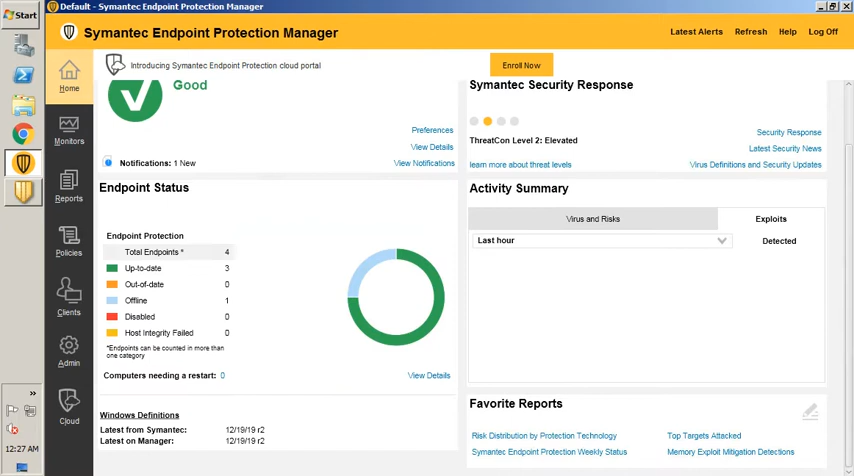 Start
Default - Symantec Endpoint Protection Manager
Symantec Endpoint Protection Manager
Latest Alerts
Refresh
Help
Log Off
Introducing Symantec Endpoint Protection cloud portal
Enroll Now
Home
Monitors
Reports
Policies
Clients
Admin
Cloud
Good
Preferences
View Details
Notifications: 1 New
View Notifications
Symantec Security Response
ThreatCon Level 2: Elevated
Security Response
Latest Security News
learn more about threat levels
Virus Definitions and Security Updates
Endpoint Status
Endpoint Protection
Total Endpoints * 4
Up-to-date 3
Out-of-date 0
Offline 1
Disabled 0
Host Integrity Failed 0
*Endpoints can be counted in more than
one category
Computers needing a restart: 0
View Details
Windows Definitions
Latest from Symantec: 12/19/19 r2
Latest on Manager: 12/19/19 r2
Activity Summary
Virus and Risks
Exploits
Last hour
Detected
Favorite Reports
Risk Distribution by Protection Technology
Top Targets Attacked
Symantec Endpoint Protection Weekly Status
Memory Exploit Mitigation Detections
»
12:27 AM